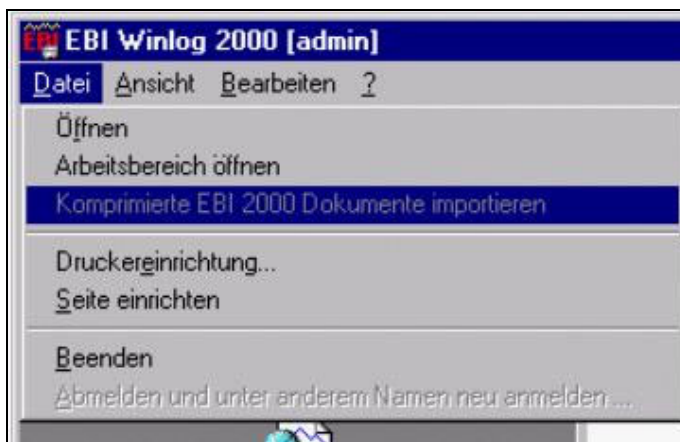 EBI EBI Winlog 2000 [admin]
Datei Ansicht Bearbeiten ?
Öffnen
Arbeitsbereich öffnen
Komprimierte EBI 2000 Dokumente importieren
Druckereinrichtung...
Seite einrichten
Beenden
Abmelden und unter anderem Namen neu anmelden ...